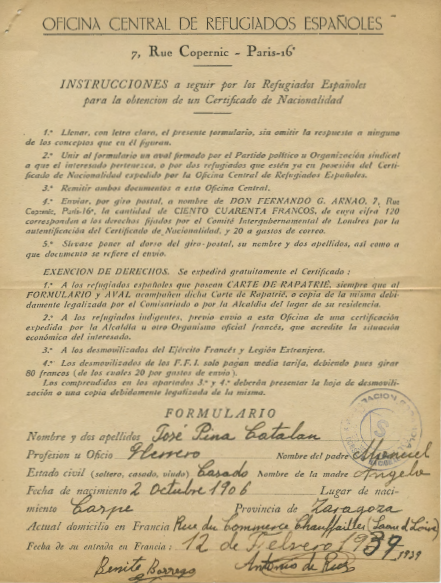 OFICINA CENTRAL DE REFUGIADOS ESPAÑOLES
7, Rue Copernic - Paris-16ᵉ
INSTRUCCIONES a seguir por los Refugiados Españoles
para la obtencion de un Certificado de Nacionalidad
1.º Llenar, con letra clara, el presente formulario, sin omitir la respuesta a ninguno
de los conceptos que en él figuran.
2.º Unir al formulario un aval firmado por el Partido político u Organización sindical
a que el interesado pertenezca, o por dos refugiados que estén ya en posesión del Certi-
ficado de Nacionalidad expedido por la Oficina Central de Refugiados Españoles.
3.º Remitir ambos documentos a esta Oficina Central.
4.º Enviar, por giro postal, a nombre de DON FERNANDO G. ARNAO, 7, Rue
Copernic, Paris-16ᵉ, la cantidad de CIENTO CUARENTA FRANCOS, de cuya cifra 120
corresponden a los derechos fijados por el Comité Intergubernamental de Londres por la
autentificación del Certificado de Nacionalidad, y 20 a gastos de correo.
5.º Sirvase poner al dorso del giro-postal, su nombre y dos apellidos, así como a
que documento se refiere el envio.
EXENCION DE DERECHOS. Se expedirá gratuitamente el Certificado :
1.º A los refugiados españoles que posean CARTE DE RAPATRIÉ, siempre que al
FORMULARIO y AVAL acompañen dicha Carte de Rapatrié, o copia de la misma debi-
damente legalizada por el Comisariado o la Alcaldía del lugar de su residencia.
2.º A los refugiados indigentes, previo envio a esta Oficina de una certificación
expedida por la Alcaldía u otro Organismo oficial francés, que acredite la situación
económica del interesado.
3.º A los desmovilizados del Ejército Francés y Legión Extranjera.
4.º Los desmovilizados de los F.F.I. solo pagan media tarifa, debiendo pues girar
80 francos (de los cuales 20 por gastos de envio).
Los comprendidos en los apartados 3.º y 4.º deberán presentar la hoja de desmovili-
zación o una copia debidamente legalizada de la misma.
FORMULARIO
Nombre y dos apellidos José Pina Catalan
Profesion u Oficio Herrero Nombre del padre Manuel
Estado civil (soltero, casado, viudo) Casado Nombre de la madre Angela
Fecha de nacimiento 2 Octubre 1906 Lugar de naci-
miento Caspe Provincia de Zaragoza
Actual domicilio en Francia Rue du Commerce Chauffailles (Saone et Loire)
Fecha de su entrada en Francia : 12 de Febrero 1939 1939
Benito Borrego Antonio de